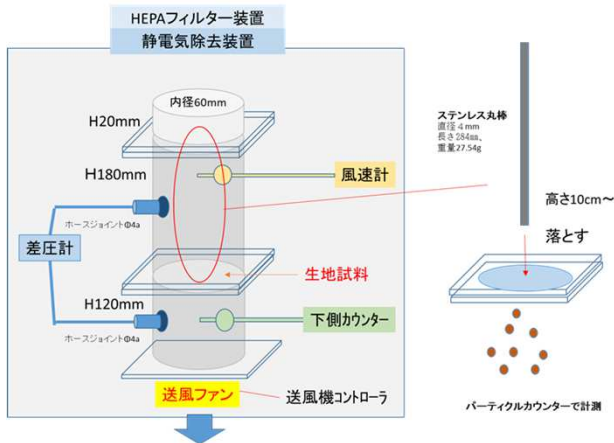 HEPAフィルター装置
静電気除去装置
内径60mm
H20mm
H180mm
風速計
ホースジョイントΦ4a
差圧計
生地試料
H120mm
下側カウンター
ホースジョイントΦ4a
送風ファン
送風機コントローラ
ステンレス丸棒
直径4mm
長さ284mm、
重量27.54g
高さ10cm～
落とす
パーティクルカウンターで計測